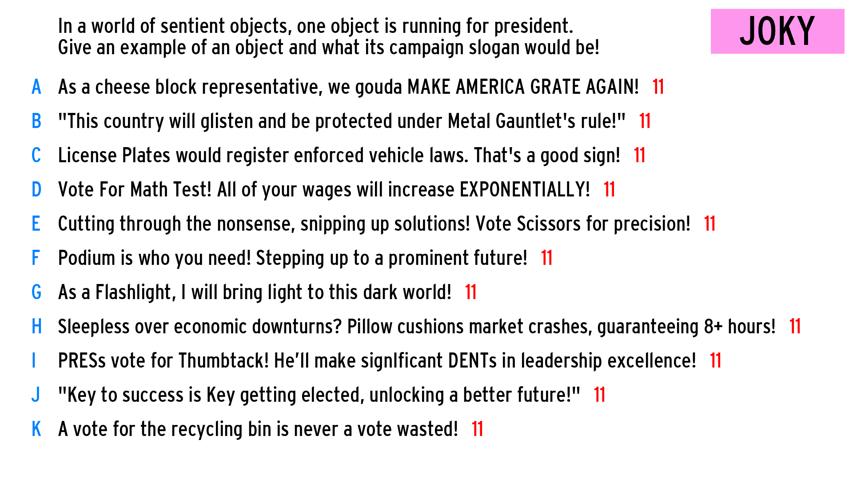 In a world of sentient objects, one object is running for president.
Give an example of an object and what its campaign slogan would be!
JOKY
A As a cheese block representative, we gouda MAKE AMERICA GRATE AGAIN! 11
B "This country will glisten and be protected under Metal Gauntlet's rule!" 11
C License Plates would register enforced vehicle laws. That's a good sign! 11
D Vote For Math Test! All of your wages will increase EXPONENTIALLY! 11
E Cutting through the nonsense, snipping up solutions! Vote Scissors for precision! 11
F Podium is who you need! Stepping up to a prominent future! 11
G As a Flashlight, I will bring light to this dark world! 11
H Sleepless over economic downturns? Pillow cushions market crashes, guaranteeing 8+ hours! 11
I PRESs vote for Thumbtack! He'll make signIficant DENTs in leadership excellence! 11
J "Key to success is Key getting elected, unlocking a better future!" 11
K A vote for the recycling bin is never a vote wasted! 11